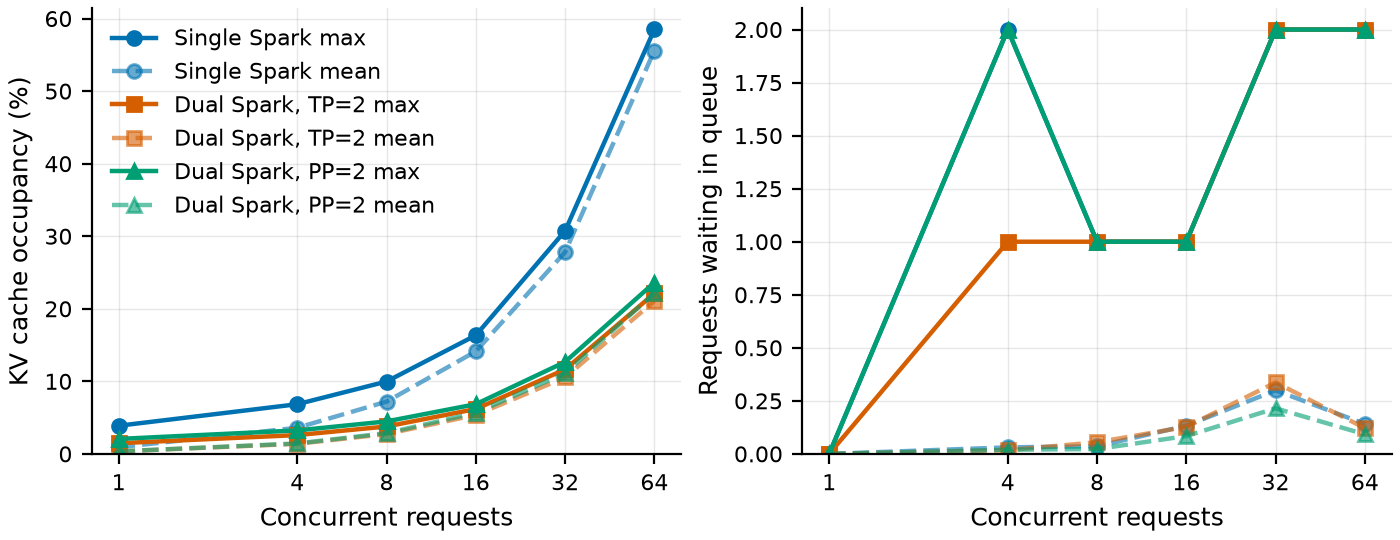 60
50
40
30
20
10
0
KV cache occupancy (%)
Single Spark max
Single Spark mean
Dual Spark, TP=2 max
Dual Spark, TP=2 mean
Dual Spark, PP=2 max
Dual Spark, PP=2 mean
1 4 8 16 32 64
Concurrent requests
2.00
1.75
1.50
1.25
1.00
0.75
0.50
0.25
0.00
Requests waiting in queue
1 4 8 16 32 64
Concurrent requests